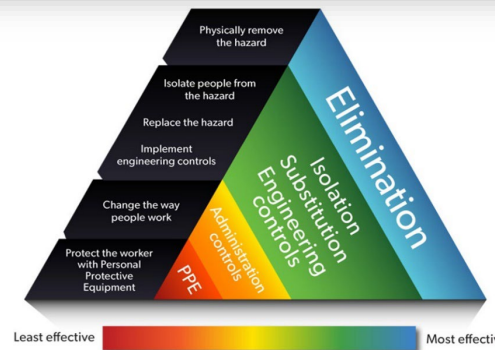 Physically remove
the hazard
Isolate people from
the hazard
Replace the hazard
Implement
engineering controls
Change the way
people work
Protect the worker
with Personal
Protective
Equipment
PPE
Administration
controls
Isolation
Substitution
Engineering
controls
Elimination
Least effective
Most effectiv